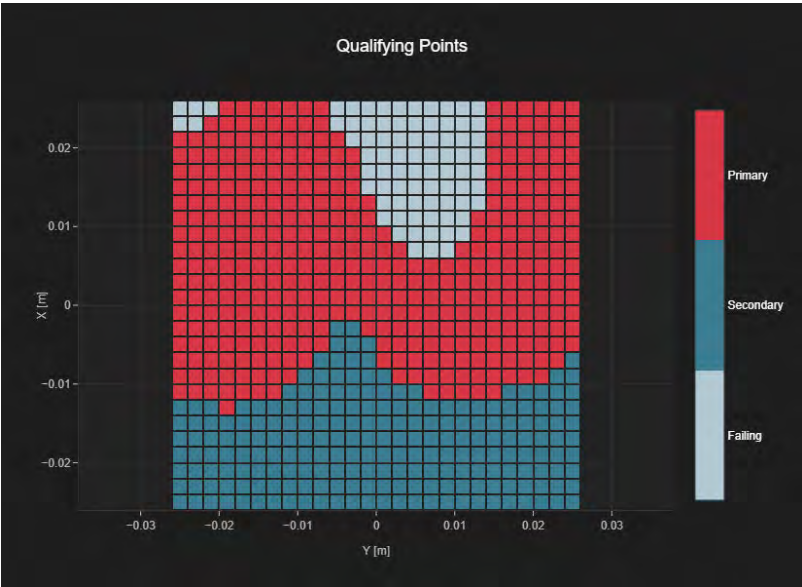 Qualifying Points
0.02
0.01
0
−0.01
−0.02
X [m]
−0.03
−0.02
−0.01
0
0.01
0.02
0.03
Y [m]
Primary
Secondary
Failing